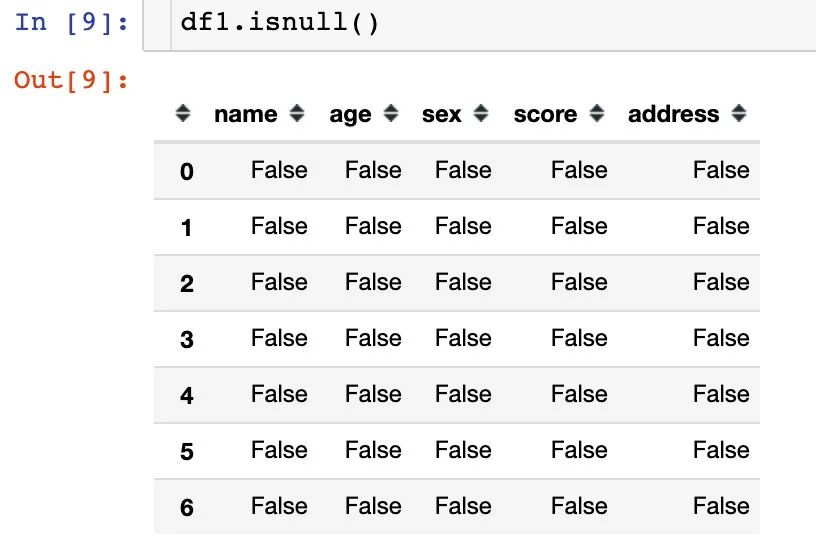 In [9]: df1.isnull()
Out[9]:
name age sex score address
0 False False False False False
1 False False False False False
2 False False False False False
3 False False False False False
4 False False False False False
5 False False False False False
6 False False False False False